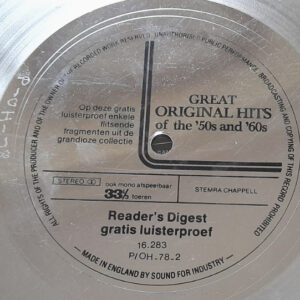 ALL RIGHTS OF THE PRODUCER AND OF THE OWNER OF THE RECORDED WORK RESERVED. UNAUTHORISED PUBLIC PERFORMANCE, BROADCASTING AND COPYING OF THIS RECORD PROHIBITED
GREAT
ORIGINAL HITS
of the '50s and '60s
Op deze gratis
luisterproef enkele
flitsende
fragmenten uit de
grandioze collectie
STEREO
ook mono afspeelbaar
33⅓ toeren
STEMRA CHAPPELL
Reader's Digest
gratis luisterproef
16.283
P/OH-78-2
— MADE IN ENGLAND BY SOUND FOR INDUSTRY —